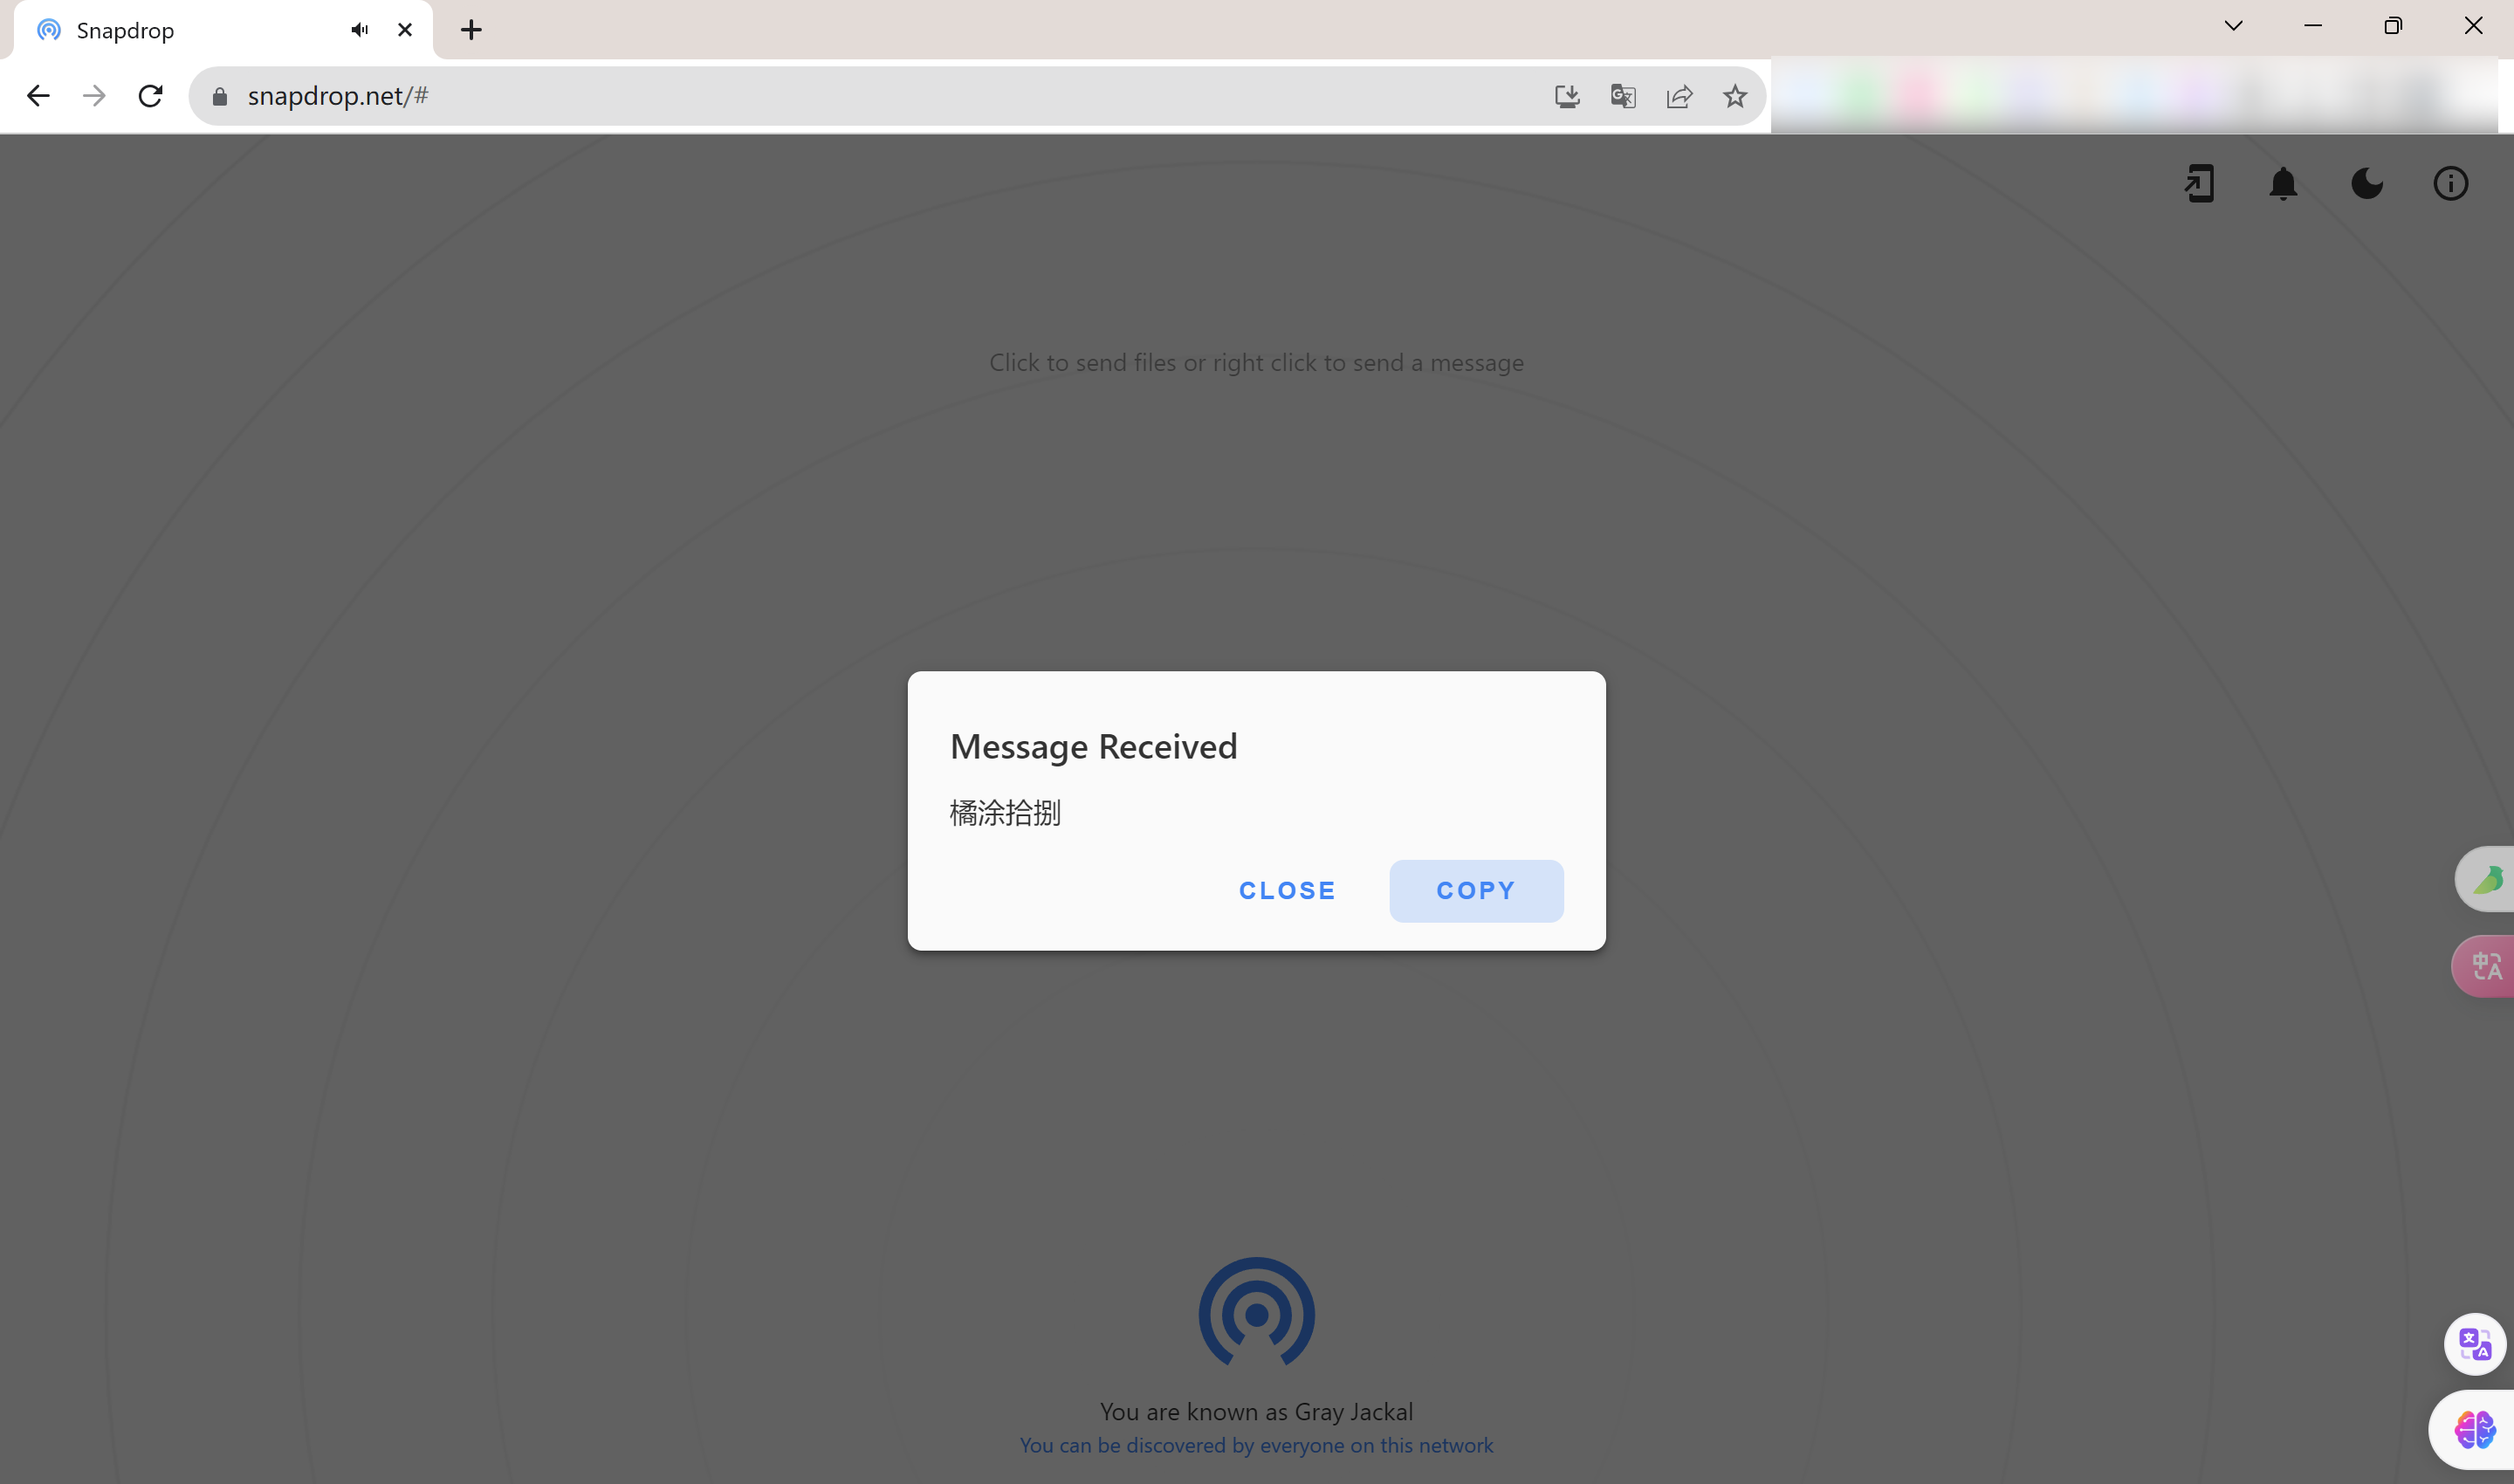 Snapdrop
snapdrop.net/#
Click to send files or right click to send a message
Message Received
橘涂拾捌
CLOSE
COPY
You are known as Gray Jackal
You can be discovered by everyone on this network